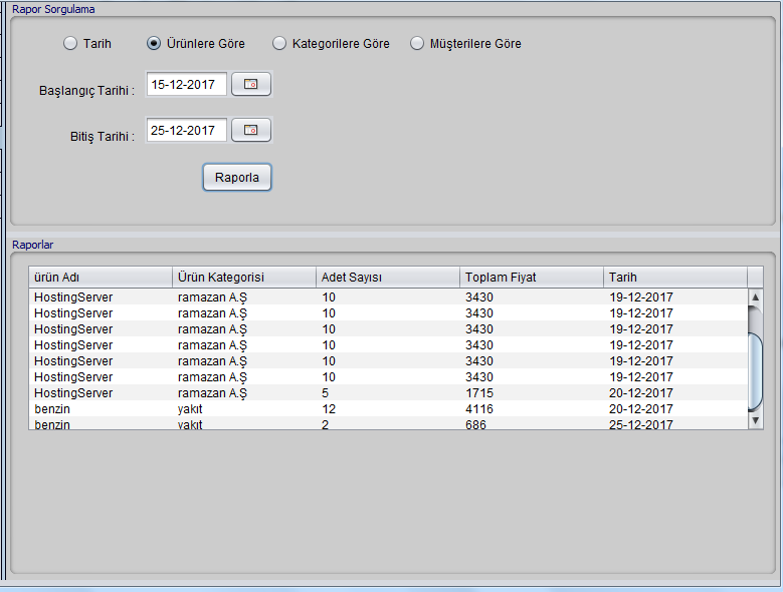 Rapor Sorgulama
Tarih Ürünlere Göre Kategorilere Göre Müşterilere Göre
Başlangıç Tarihi : 15-12-2017
Bitiş Tarihi : 25-12-2017
Raporla
Raporlar
ürün Adı Ürün Kategorisi Adet Sayısı Toplam Fiyat Tarih
HostingServer ramazan A.Ş 10 3430 19-12-2017
HostingServer ramazan A.Ş 10 3430 19-12-2017
HostingServer ramazan A.Ş 10 3430 19-12-2017
HostingServer ramazan A.Ş 10 3430 19-12-2017
HostingServer ramazan A.Ş 10 3430 19-12-2017
HostingServer ramazan A.Ş 10 3430 19-12-2017
HostingServer ramazan A.Ş 5 1715 20-12-2017
benzin yakıt 12 4116 20-12-2017
benzin yakıt 2 686 25-12-2017